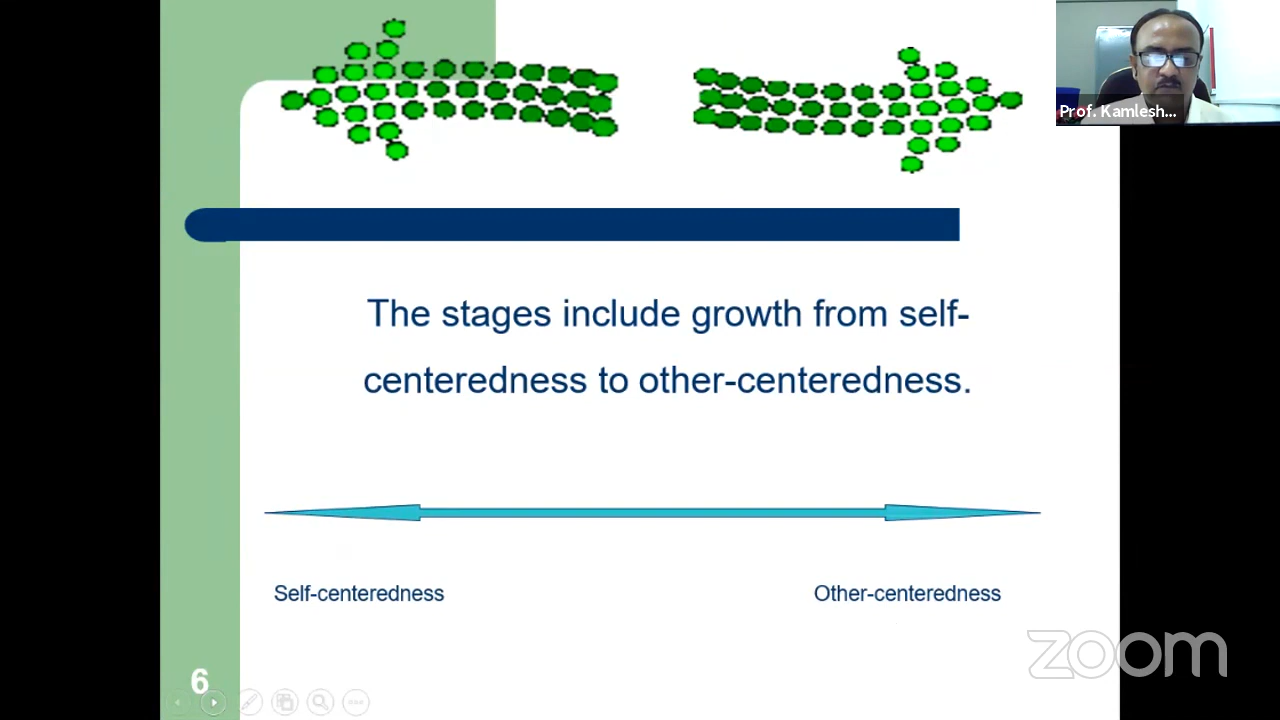 Prof. Kamlesh...
The stages include growth from self-
centeredness to other-centeredness.
Self-centeredness
Other-centeredness
zoom
6